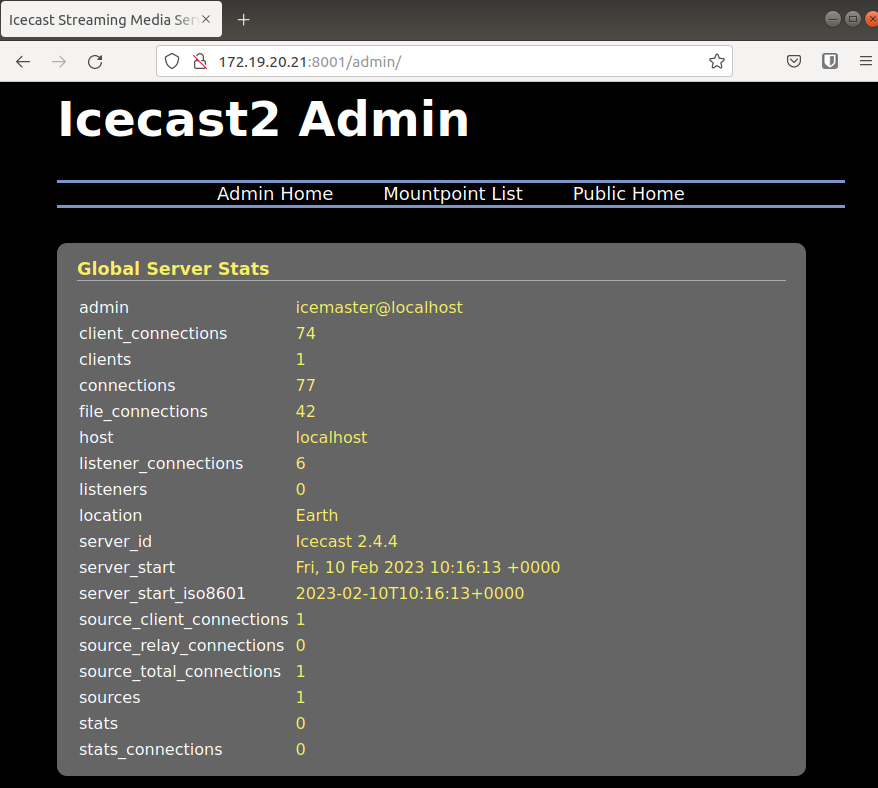 Icecast Streaming Media Ser
172.19.20.21:8001/admin/
Icecast2 Admin
Admin Home Mountpoint List Public Home
Global Server Stats
admin icemaster@localhost
client_connections 74
clients 1
connections 77
file_connections 42
host localhost
listener_connections 6
listeners 0
location Earth
server_id Icecast 2.4.4
server_start Fri, 10 Feb 2023 10:16:13 +0000
server_start_iso8601 2023-02-10T10:16:13+0000
source_client_connections 1
source_relay_connections 0
source_total_connections 1
sources 1
stats 0
stats_connections 0